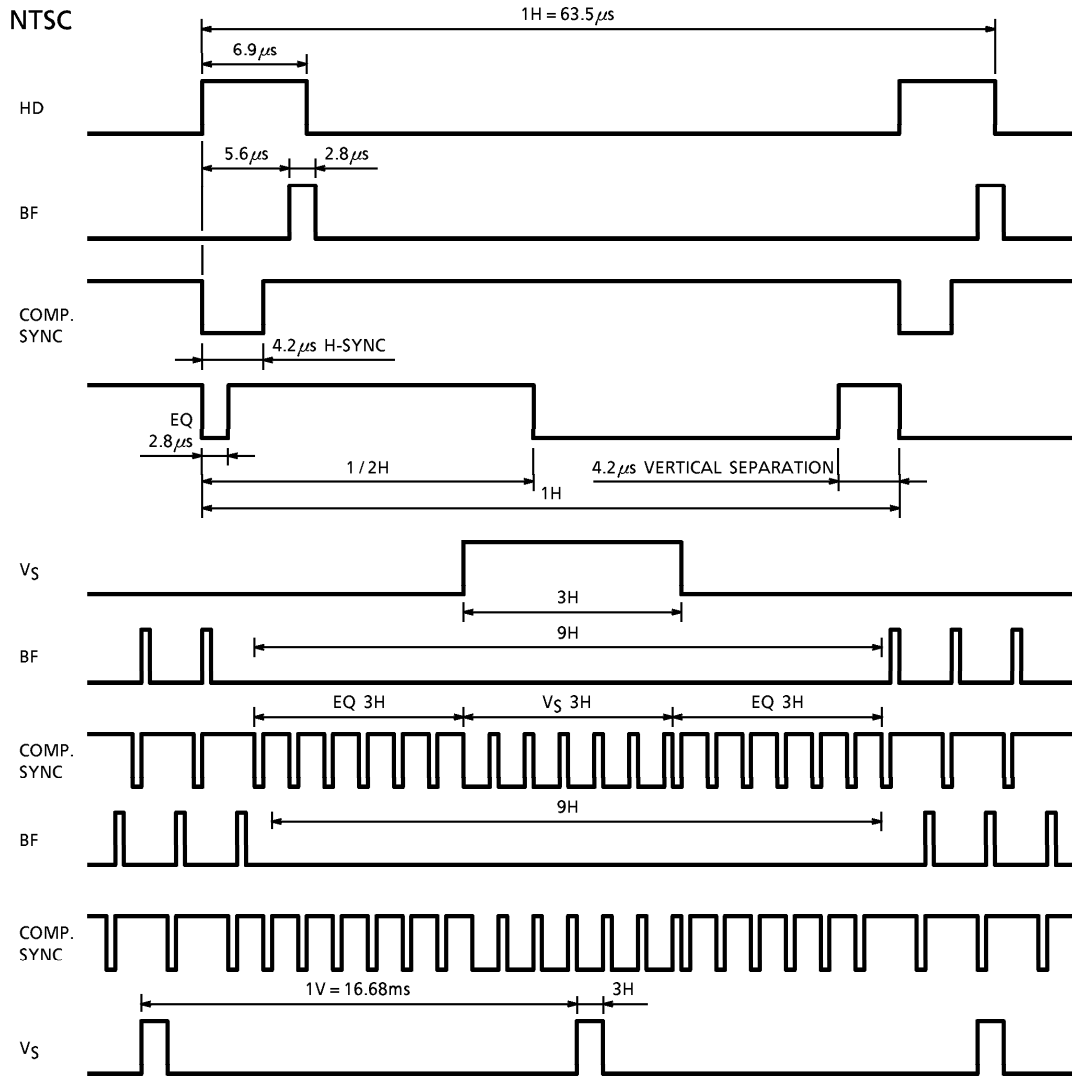 NTSC
1H = 63.5µs
6.9µs
HD
5.6µs 2.8µs
BF
COMP.
SYNC
4.2µs H-SYNC
EQ
2.8µs
1/2H
4.2µs VERTICAL SEPARATION
1H
VS
3H
BF
9H
EQ 3H VS 3H EQ 3H
COMP.
SYNC
9H
BF
COMP.
SYNC
1V = 16.68ms 3H
VS